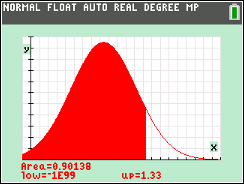 NORMAL FLOAT AUTO REAL DEGREE MP
y
x
Area=0.90138
low=-1E99 up=1.33